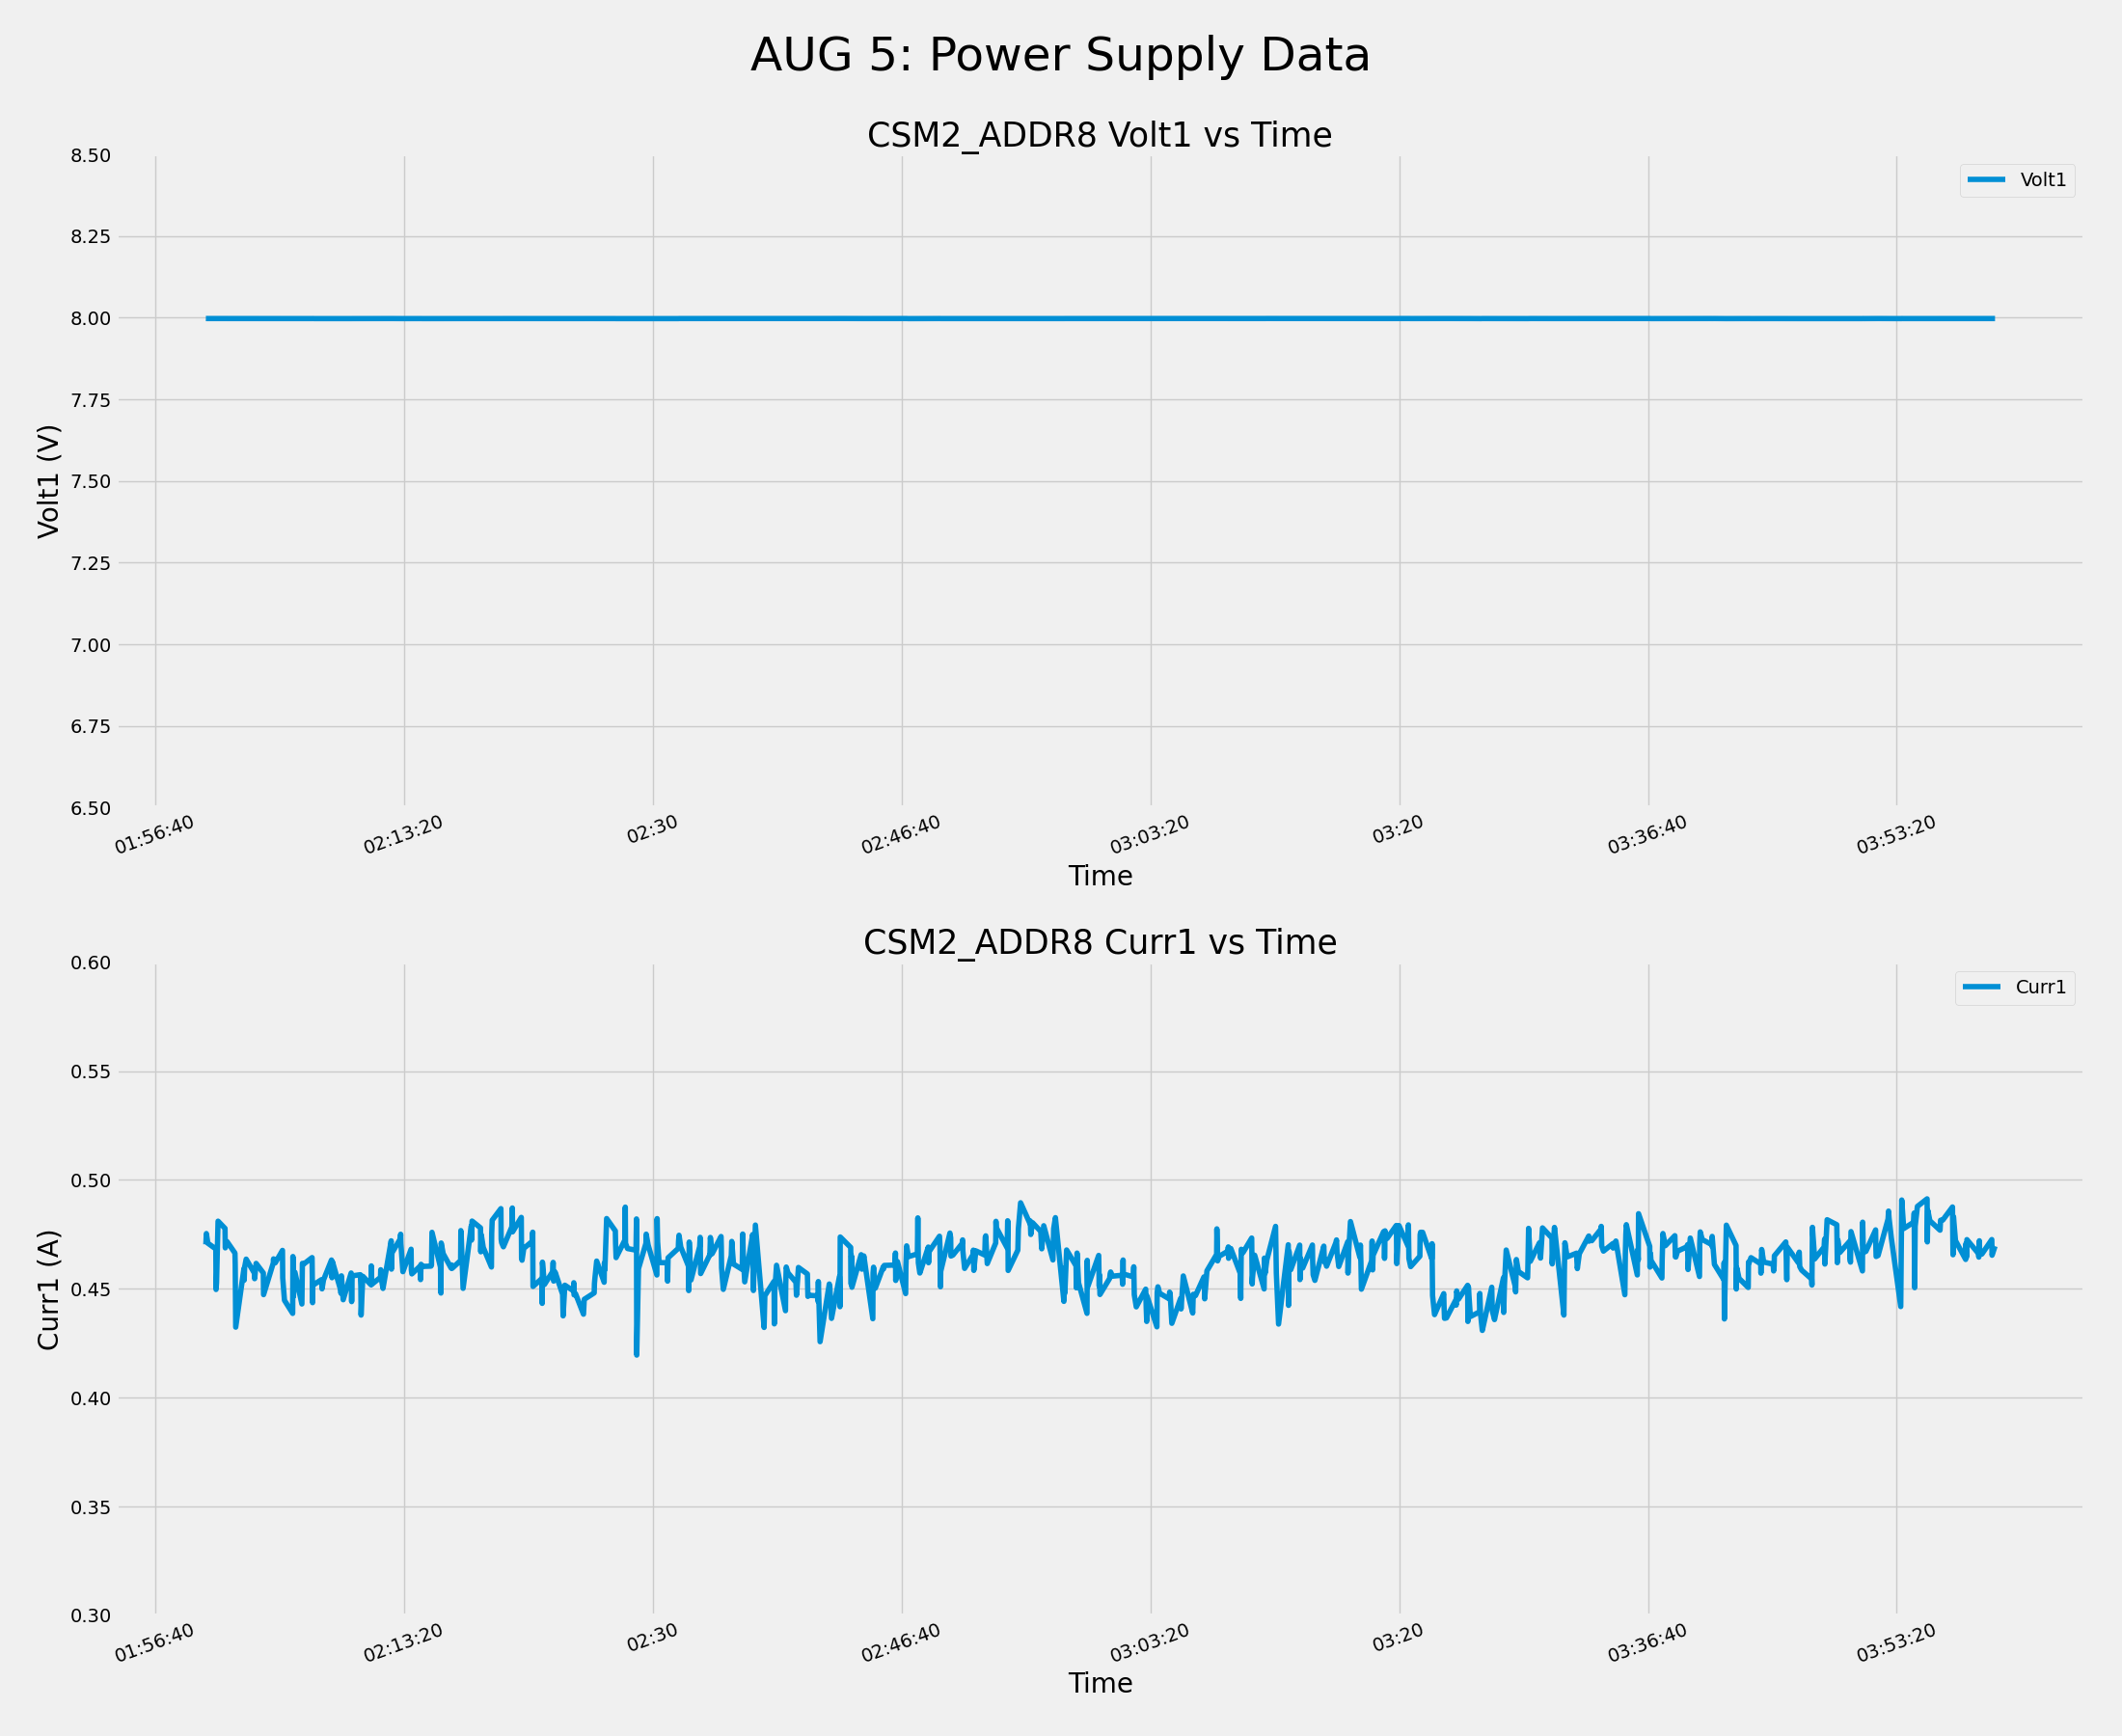 AUG 5: Power Supply Data
CSM2_ADDR8 Volt1 vs Time
8.50
8.25
8.00
7.75
7.50
7.25
7.00
6.75
6.50
Volt1 (V)
Volt1
01:56:40 02:13:20 02:30 02:46:40 03:03:20 03:20 03:36:40 03:53:20
Time
CSM2_ADDR8 Curr1 vs Time
0.60
0.55
0.50
0.45
0.40
0.35
0.30
Curr1 (A)
Curr1
01:56:40 02:13:20 02:30 02:46:40 03:03:20 03:20 03:36:40 03:53:20
Time